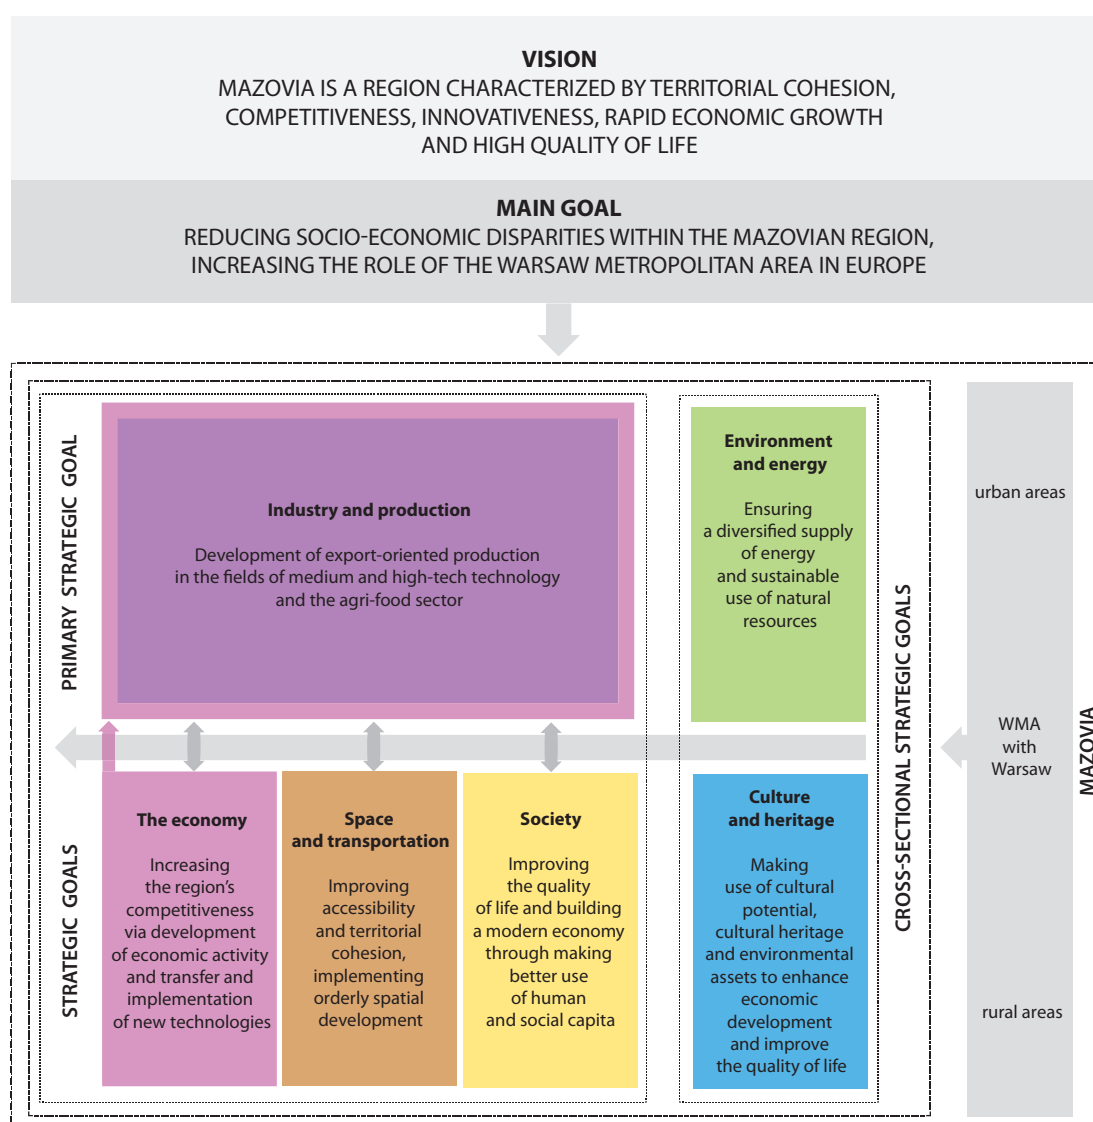 VISION
MAZOVIA IS A REGION CHARACTERIZED BY TERRITORIAL COHESION,
COMPETITIVENESS, INNOVATIVENESS, RAPID ECONOMIC GROWTH
AND HIGH QUALITY OF LIFE
MAIN GOAL
REDUCING SOCIO-ECONOMIC DISPARITIES WITHIN THE MAZOVIAN REGION,
INCREASING THE ROLE OF THE WARSAW METROPOLITAN AREA IN EUROPE
PRIMARY STRATEGIC GOAL
Industry and production
Development of export-oriented production
in the fields of medium and high-tech technology
and the agri-food sector
Environment
and energy
Ensuring
a diversified supply
of energy
and sustainable
use of natural
resources
STRATEGIC GOALS
The economy
Increasing
the region's
competitiveness
via development
of economic activity
and transfer and
implementation
of new technologies
Space
and transportation
Improving
accessibility
and territorial
cohesion,
implementing
orderly spatial
development
Society
Improving
the quality
of life and building
a modern economy
through making
better use
of human
and social capita
Culture
and heritage
Making
use of cultural
potential,
cultural heritage
and environmental
assets to enhance
economic
development
and improve
the quality of life
CROSS-SECTIONAL STRATEGIC GOALS
urban areas
WMA
with
Warsaw
rural areas
MAZOVIA